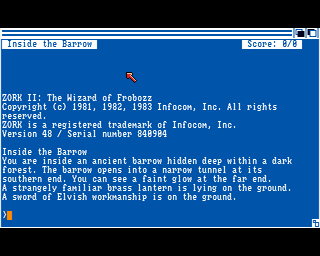 Inside the Barrow Score: 0/0
ZORK II: The Wizard of Frobozz
Copyright (c) 1981, 1982, 1983 Infocom, Inc. All rights
reserved.
ZORK is a registered trademark of Infocom, Inc.
Version 48 / Serial number 840904
Inside the Barrow
You are inside an ancient barrow hidden deep within a dark
forest. The barrow opens into a narrow tunnel at its
southern end. You can see a faint glow at the far end.
A strangely familiar brass lantern is lying on the ground.
A sword of Elvish workmanship is on the ground.
>